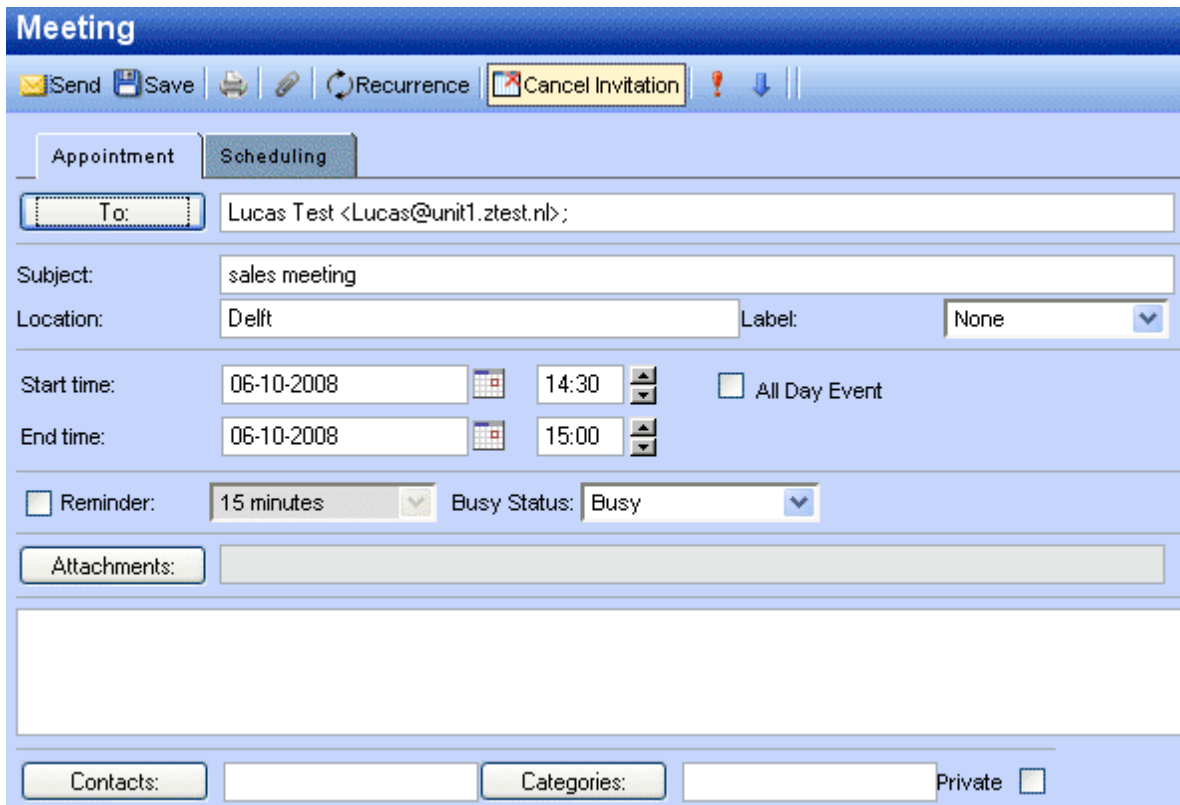 Meeting
Send Save Recurrence Cancel Invitation
Appointment Scheduling
To: Lucas Test <Lucas@unit1.ztest.nl>;
Subject: sales meeting
Location: Delft Label: None
Start time: 06-10-2008 14:30 All Day Event
End time: 06-10-2008 15:00
Reminder: 15 minutes Busy Status: Busy
Attachments:
Contacts: Categories: Private